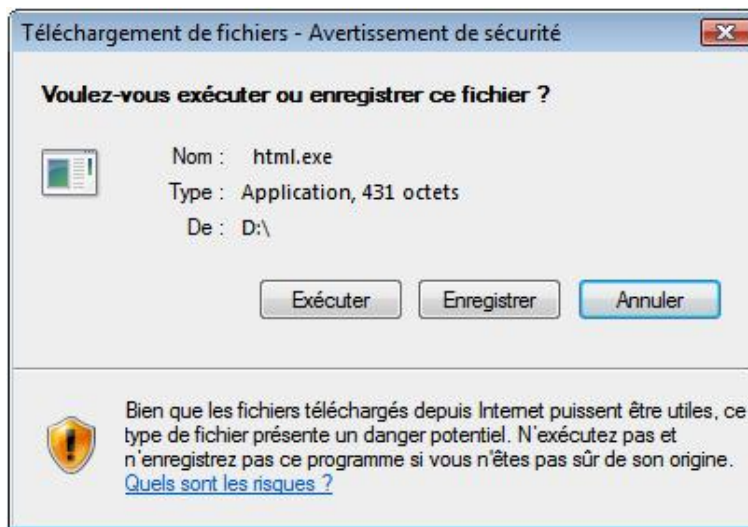 Téléchargement de fichiers - Avertissement de sécurité
Voulez-vous exécuter ou enregistrer ce fichier ?
Nom : html.exe
Type : Application, 431 octets
De : D:\
Exécuter Enregistrer Annuler
Bien que les fichiers téléchargés depuis Internet puissent être utiles, ce
type de fichier présente un danger potentiel. N'exécutez pas et
n'enregistrez pas ce programme si vous n'êtes pas sûr de son origine.
Quels sont les risques ?